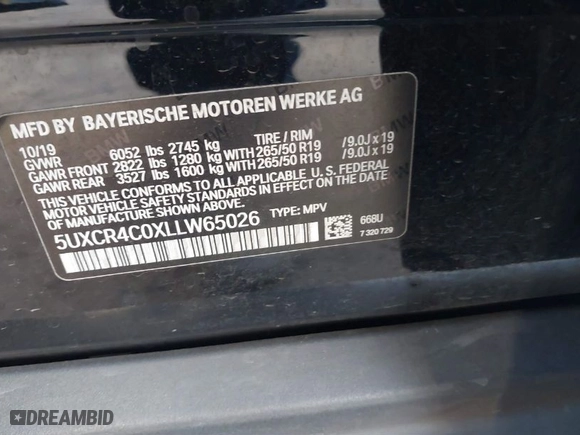 MFD BY BAYERISCHE MOTOREN WERKE AG
10/19
GVWR 6052 lbs 2745 kg TIRE / RIM
GAWR FRONT 2822 lbs 1280 kg WITH 265/50 R19 /9.0J x 19
GAWR REAR 3527 lbs 1600 kg WITH 265/50 R19 /9.0J x 19
THIS VEHICLE CONFORMS TO ALL APPLICABLE U.S. FEDERAL
MOTOR VEHICLE SAFETY STANDARDS IN EFFECT ON THE DATE
OF MANUFACTURE SHOWN ABOVE.
5UXCR4C0XLLW65026 TYPE: MPV
668U
7 320 729
DREAMBID